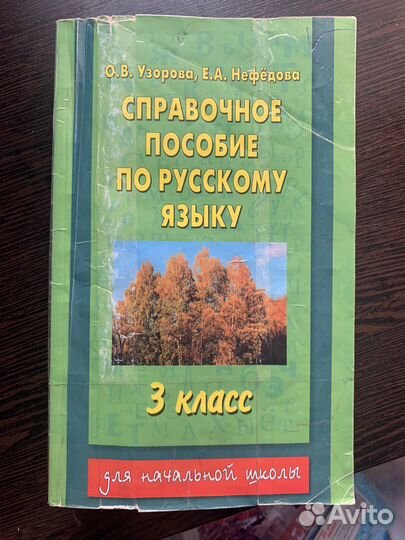 О.В. Узорова, Е.А. Нефёдова
СПРАВОЧНОЕ
ПОСОБИЕ
ПО РУССКОМУ
ЯЗЫКУ
3 класс
для начальной школы
Avito